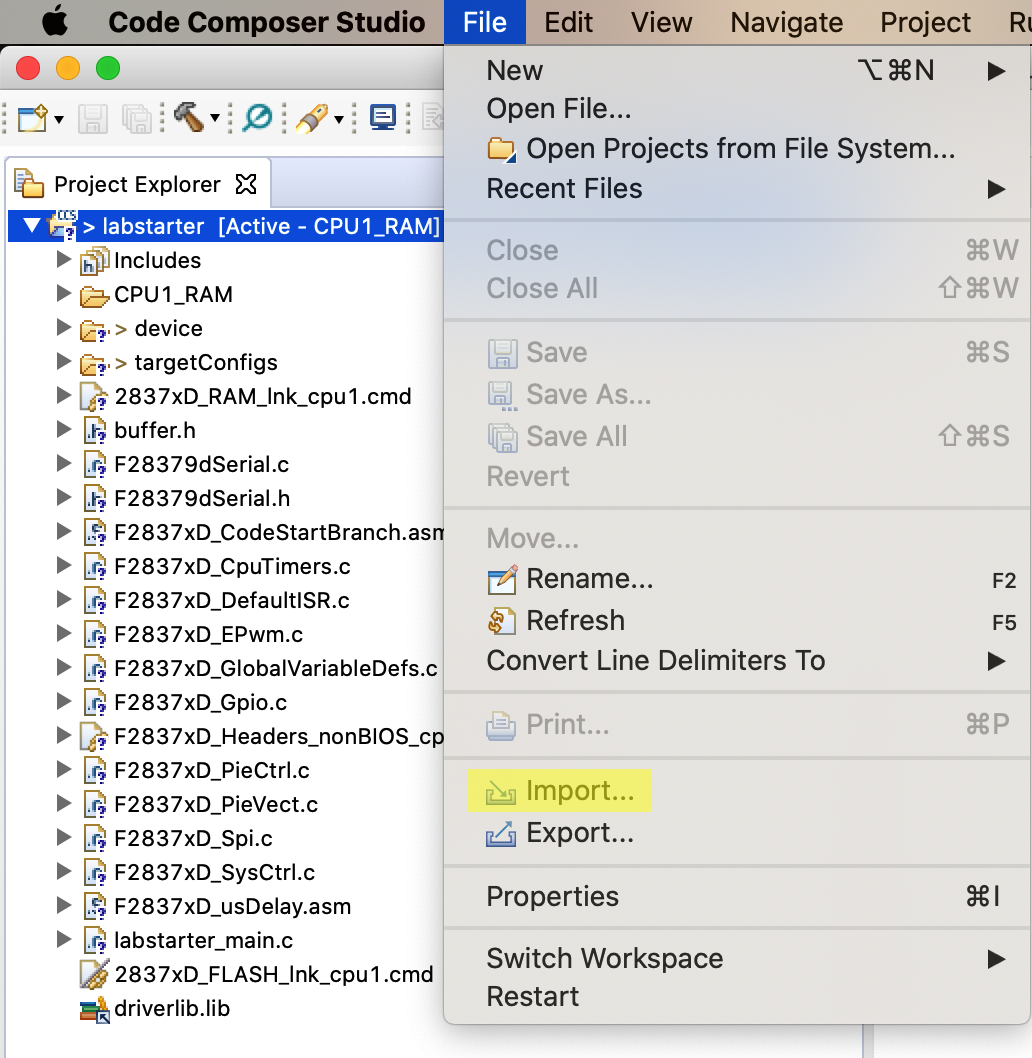 Code Composer Studio File Edit View Navigate Project
Project Explorer
> labstarter [Active - CPU1_RAM]
Includes
CPU1_RAM
> device
> targetConfigs
2837xD_RAM_lnk_cpu1.cmd
buffer.h
F28379dSerial.c
F28379dSerial.h
F2837xD_CodeStartBranch.asm
F2837xD_CpuTimers.c
F2837xD_DefaultISR.c
F2837xD_EPwm.c
F2837xD_GlobalVariableDefs.c
F2837xD_Gpio.c
F2837xD_Headers_nonBIOS_cp
F2837xD_PieCtrl.c
F2837xD_PieVect.c
F2837xD_Spi.c
F2837xD_SysCtrl.c
F2837xD_usDelay.asm
labstarter_main.c
2837xD_FLASH_lnk_cpu1.cmd
driverlib.lib
New ⌥⌘N
Open File...
Open Projects from File System...
Recent Files
Close ⌘W
Close All ⇧⌘W
Save ⌘S
Save As...
Save All ⇧⌘S
Revert
Move...
Rename... F2
Refresh F5
Convert Line Delimiters To
Print... ⌘P
Import...
Export...
Properties ⌘I
Switch Workspace
Restart